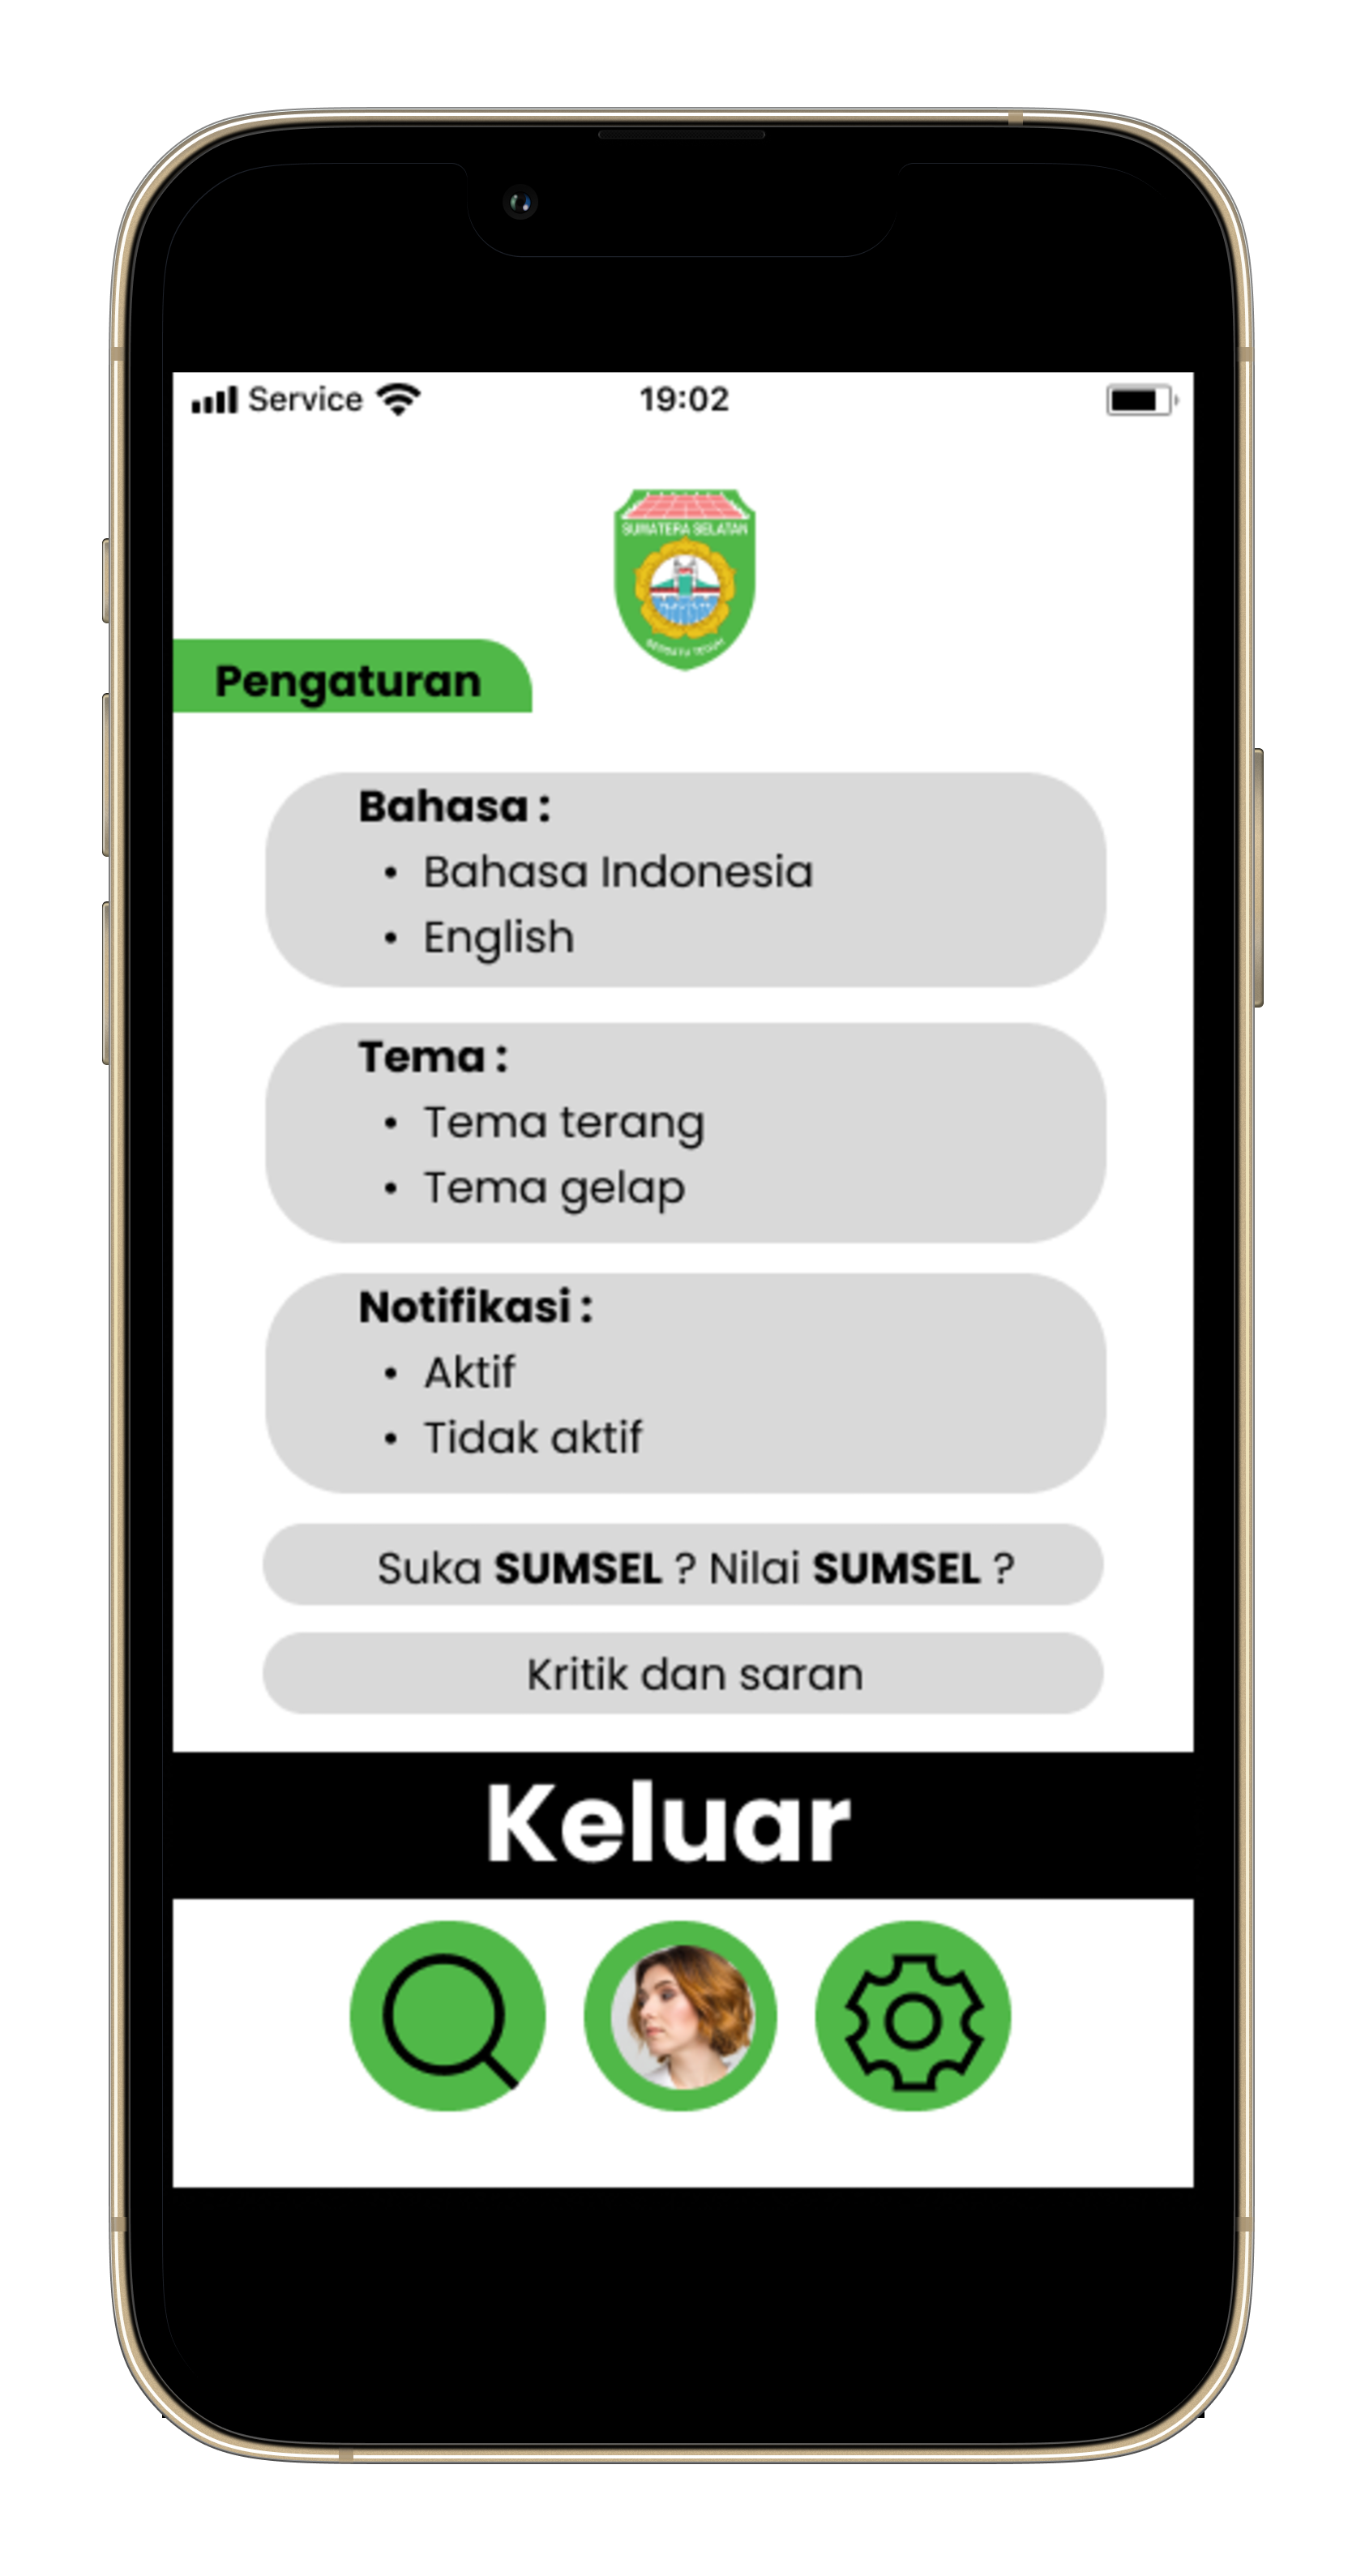 Service
19:02
SUMATERA SELATAN
Pengaturan
Bahasa :
• Bahasa Indonesia
• English
Tema :
• Tema terang
• Tema gelap
Notifikasi :
• Aktif
• Tidak aktif
Suka SUMSEL ? Nilai SUMSEL ?
Kritik dan saran
Keluar